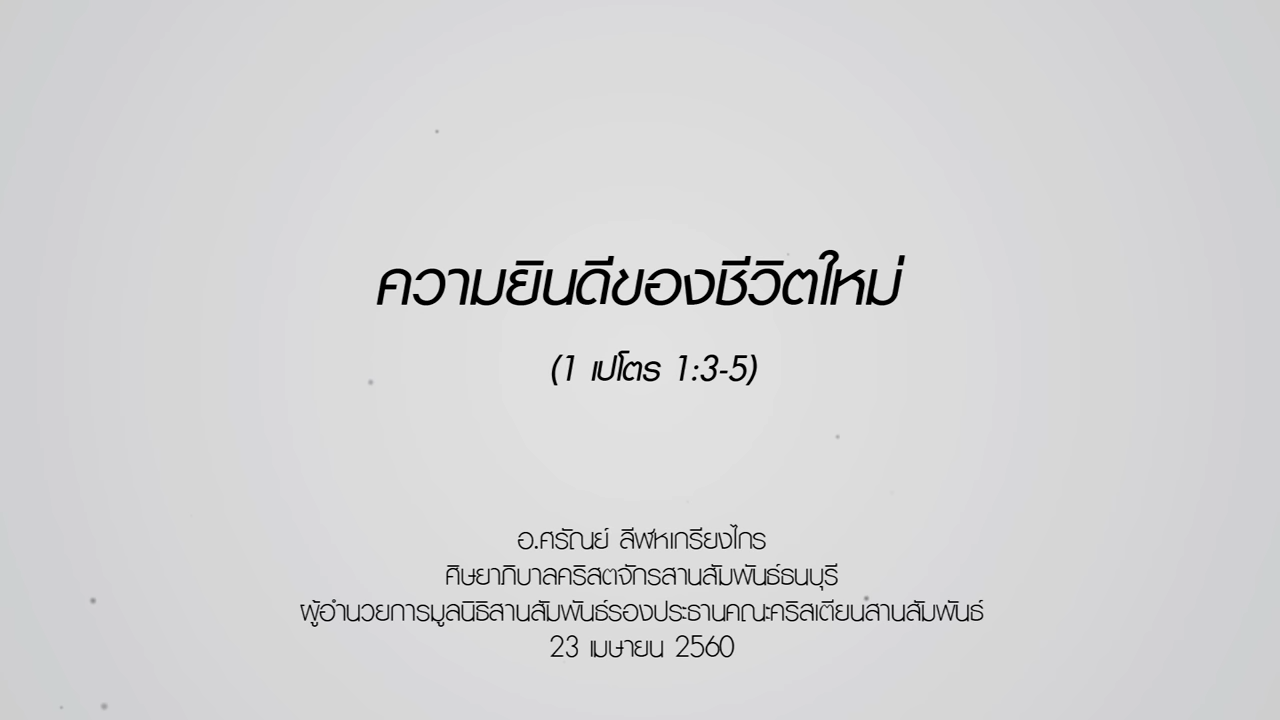 ความยินดีของชีวิตใหม่
(1 เปโตร 1:3-5)
อ.ศรัณย์ ลีฬหเกรียงไกร
ศิษยาภิบาลคริสตจักรสานสัมพันธ์ธนบุรี
ผู้อำนวยการมูลนิธิสานสัมพันธ์รองประธานคณะคริสเตียนสานสัมพันธ์
23 เมษายน 2560